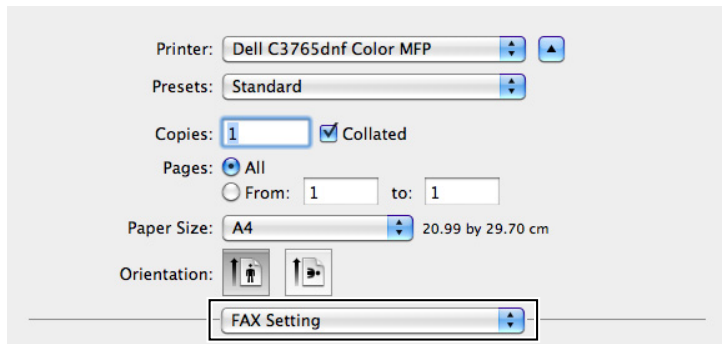 Printer: Dell C3765dnf Color MFP
Presets: Standard
Copies: 1 Collated
Pages: All
From: 1 to: 1
Paper Size: A4 20.99 by 29.70 cm
Orientation:
FAX Setting